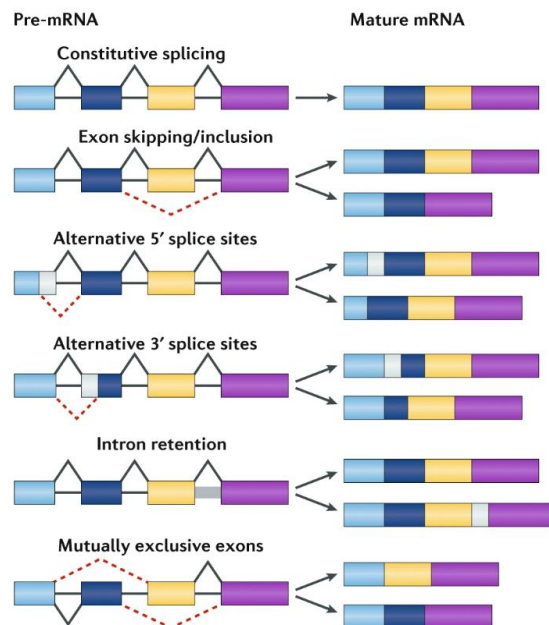 Pre-mRNA
Mature mRNA
Constitutive splicing
Exon skipping/inclusion
Alternative 5′ splice sites
Alternative 3′ splice sites
Intron retention
Mutually exclusive exons